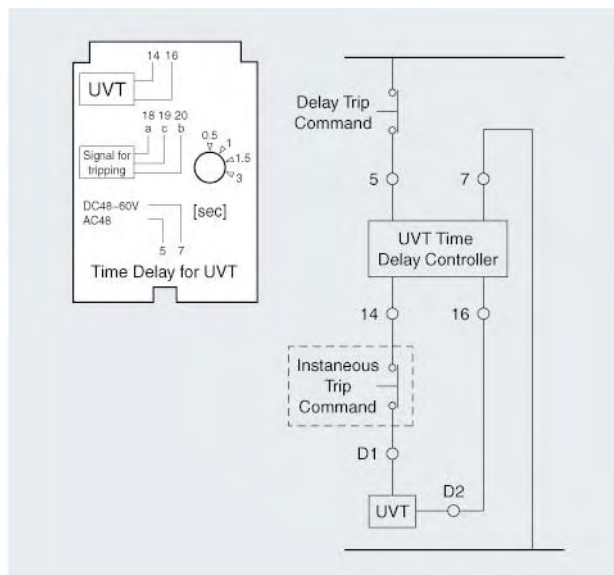 14 16
UVT
18 19 20
a c b
Signal for
tripping
0.5
1
1.5
3
DC48~60V
AC48
[sec]
5 7
Time Delay for UVT
Delay Trip
Command
5
7
UVT Time
Delay Controller
14
16
Instaneous
Trip
Command
D1
D2
UVT